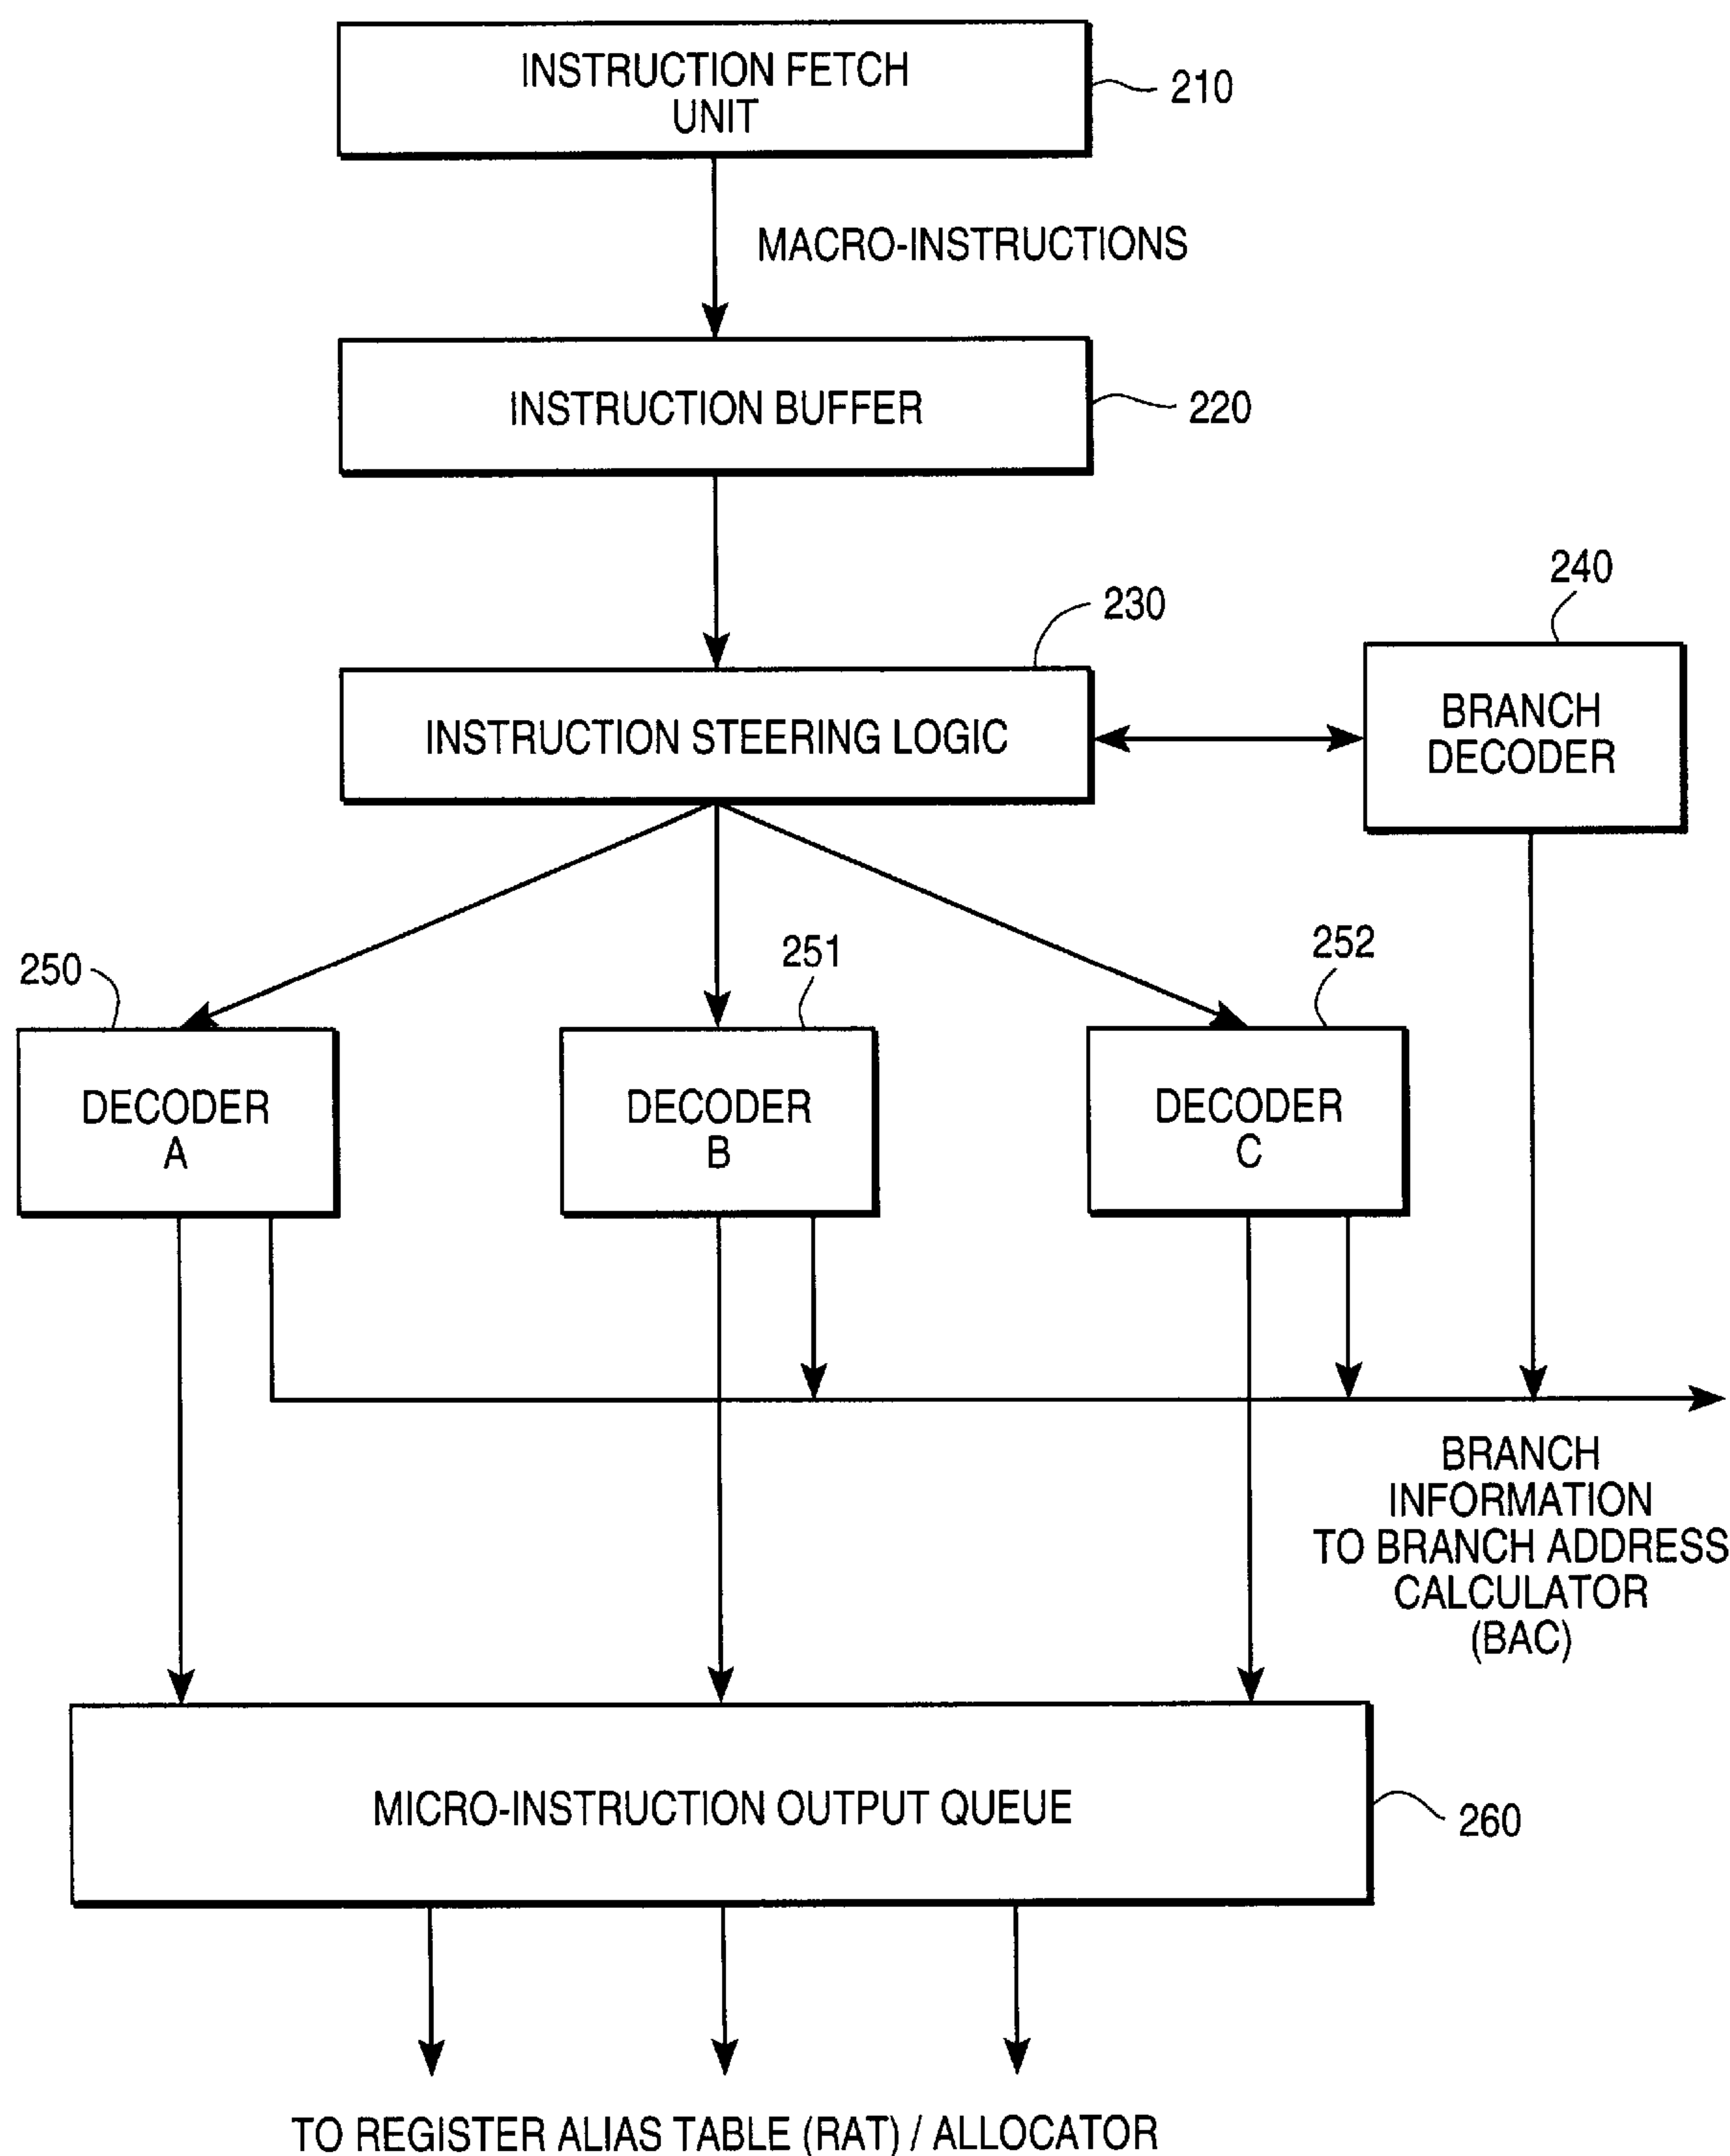 INSTRUCTION FETCH
UNIT
210
MACRO-INSTRUCTIONS
INSTRUCTION BUFFER
220
240
230
INSTRUCTION STEERING LOGIC
BRANCH
DECODER
250
251
252
DECODER
A
DECODER
B
DECODER
C
BRANCH
INFORMATION
TO BRANCH ADDRESS
CALCULATOR
(BAC)
MICRO-INSTRUCTION OUTPUT QUEUE
260
TO REGISTER ALIAS TABLE (RAT) / ALLOCATOR